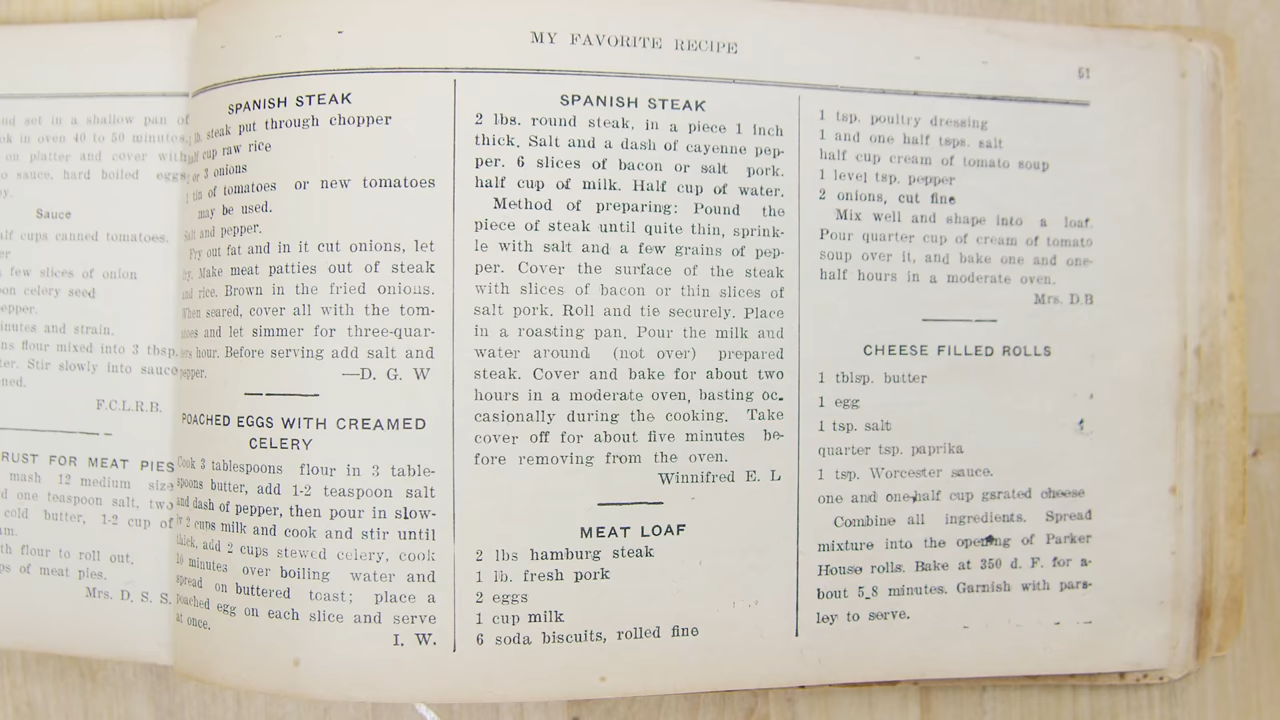 nd set in a shallow pan of
ok in oven 40 to 50 minutes.
on platter and cover with
o sauce, hard boiled eggs
Sauce
alf cups canned tomatoes.
er
few slices of onion
on celery seed
epper.
inutes and strain.
ns flour mixed into 3 tbsp.
ter. Stir slowly into sauce
ned.
F.C.L.R.B.
RUST FOR MEAT PIES
mash 12 medium size
d one teaspoon salt, two
cold butter, 1-2 cup of
am.
th flour to roll out.
ps of meat pies.
Mrs. D. S. S.
MY FAVORITE RECIPE
61
SPANISH STEAK
lb. steak put through chopper
half cup raw rice
or 3 onions
1 tin of tomatoes or new tomatoes
may be used.
Salt and pepper.
Fry out fat and in it cut onions, let
fry. Make meat patties out of steak
and rice. Brown in the fried onions.
When seared, cover all with the tom-
toes and let simmer for three-quar-
ters hour. Before serving add salt and
pepper. —D. G. W
POACHED EGGS WITH CREAMED
CELERY
Cook 3 tablespoons flour in 3 table-
spoons butter, add 1-2 teaspoon salt
and dash of pepper, then pour in slow-
ly 2 cups milk and cook and stir until
thick, add 2 cups stewed celery, cook
10 minutes over boiling water and
spread on buttered toast; place a
poached egg on each slice and serve
at once.
I. W.
SPANISH STEAK
2 lbs. round steak, in a piece 1 inch
thick. Salt and a dash of cayenne pep-
per. 6 slices of bacon or salt pork.
half cup of milk. Half cup of water.
Method of preparing: Pound the
piece of steak until quite thin, sprink-
le with salt and a few grains of pep-
per. Cover the surface of the steak
with slices of bacon or thin slices of
salt pork. Roll and tie securely. Place
in a roasting pan. Pour the milk and
water around (not over) prepared
steak. Cover and bake for about two
hours in a moderate oven, basting oc-
casionally during the cooking. Take
cover off for about five minutes be-
fore removing from the oven.
Winnifred E. L
MEAT LOAF
2 lbs hamburg steak
1 lb. fresh pork
2 eggs
1 cup milk
6 soda biscuits, rolled fine
1 tsp. poultry dressing
1 and one half tsps. salt
half cup cream of tomato soup
1 level tsp. pepper
2 onions, cut fine
Mix well and shape into a loaf.
Pour quarter cup of cream of tomato
soup over it, and bake one and one-
half hours in a moderate oven.
Mrs. D.B
CHEESE FILLED ROLLS
1 tblsp. butter
1 egg
1 tsp. salt
quarter tsp. paprika
1 tsp. Worcester sauce.
one and one-half cup gsrated cheese
Combine all ingredients. Spread
mixture into the opening of Parker
House rolls. Bake at 350 d. F. for a-
bout 5_8 minutes. Garnish with pars-
ley to serve.